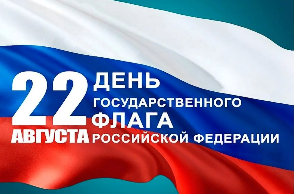 22 ДЕНЬ
ГОСУДАРСТВЕННОГО
ФЛАГА
АВГУСТА РОССИЙСКОЙ ФЕДЕРАЦИИ